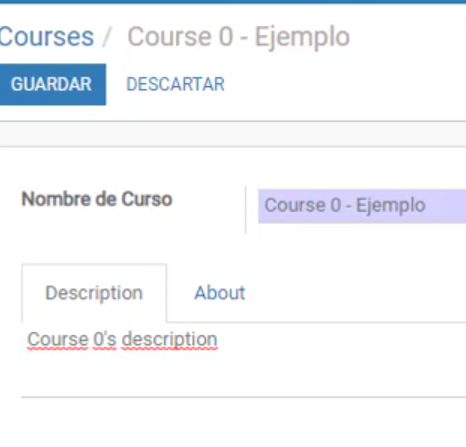 Courses / Course 0 - Ejemplo
GUARDAR DESCARTAR
Nombre de Curso Course 0 - Ejemplo
Description About
Course 0's description